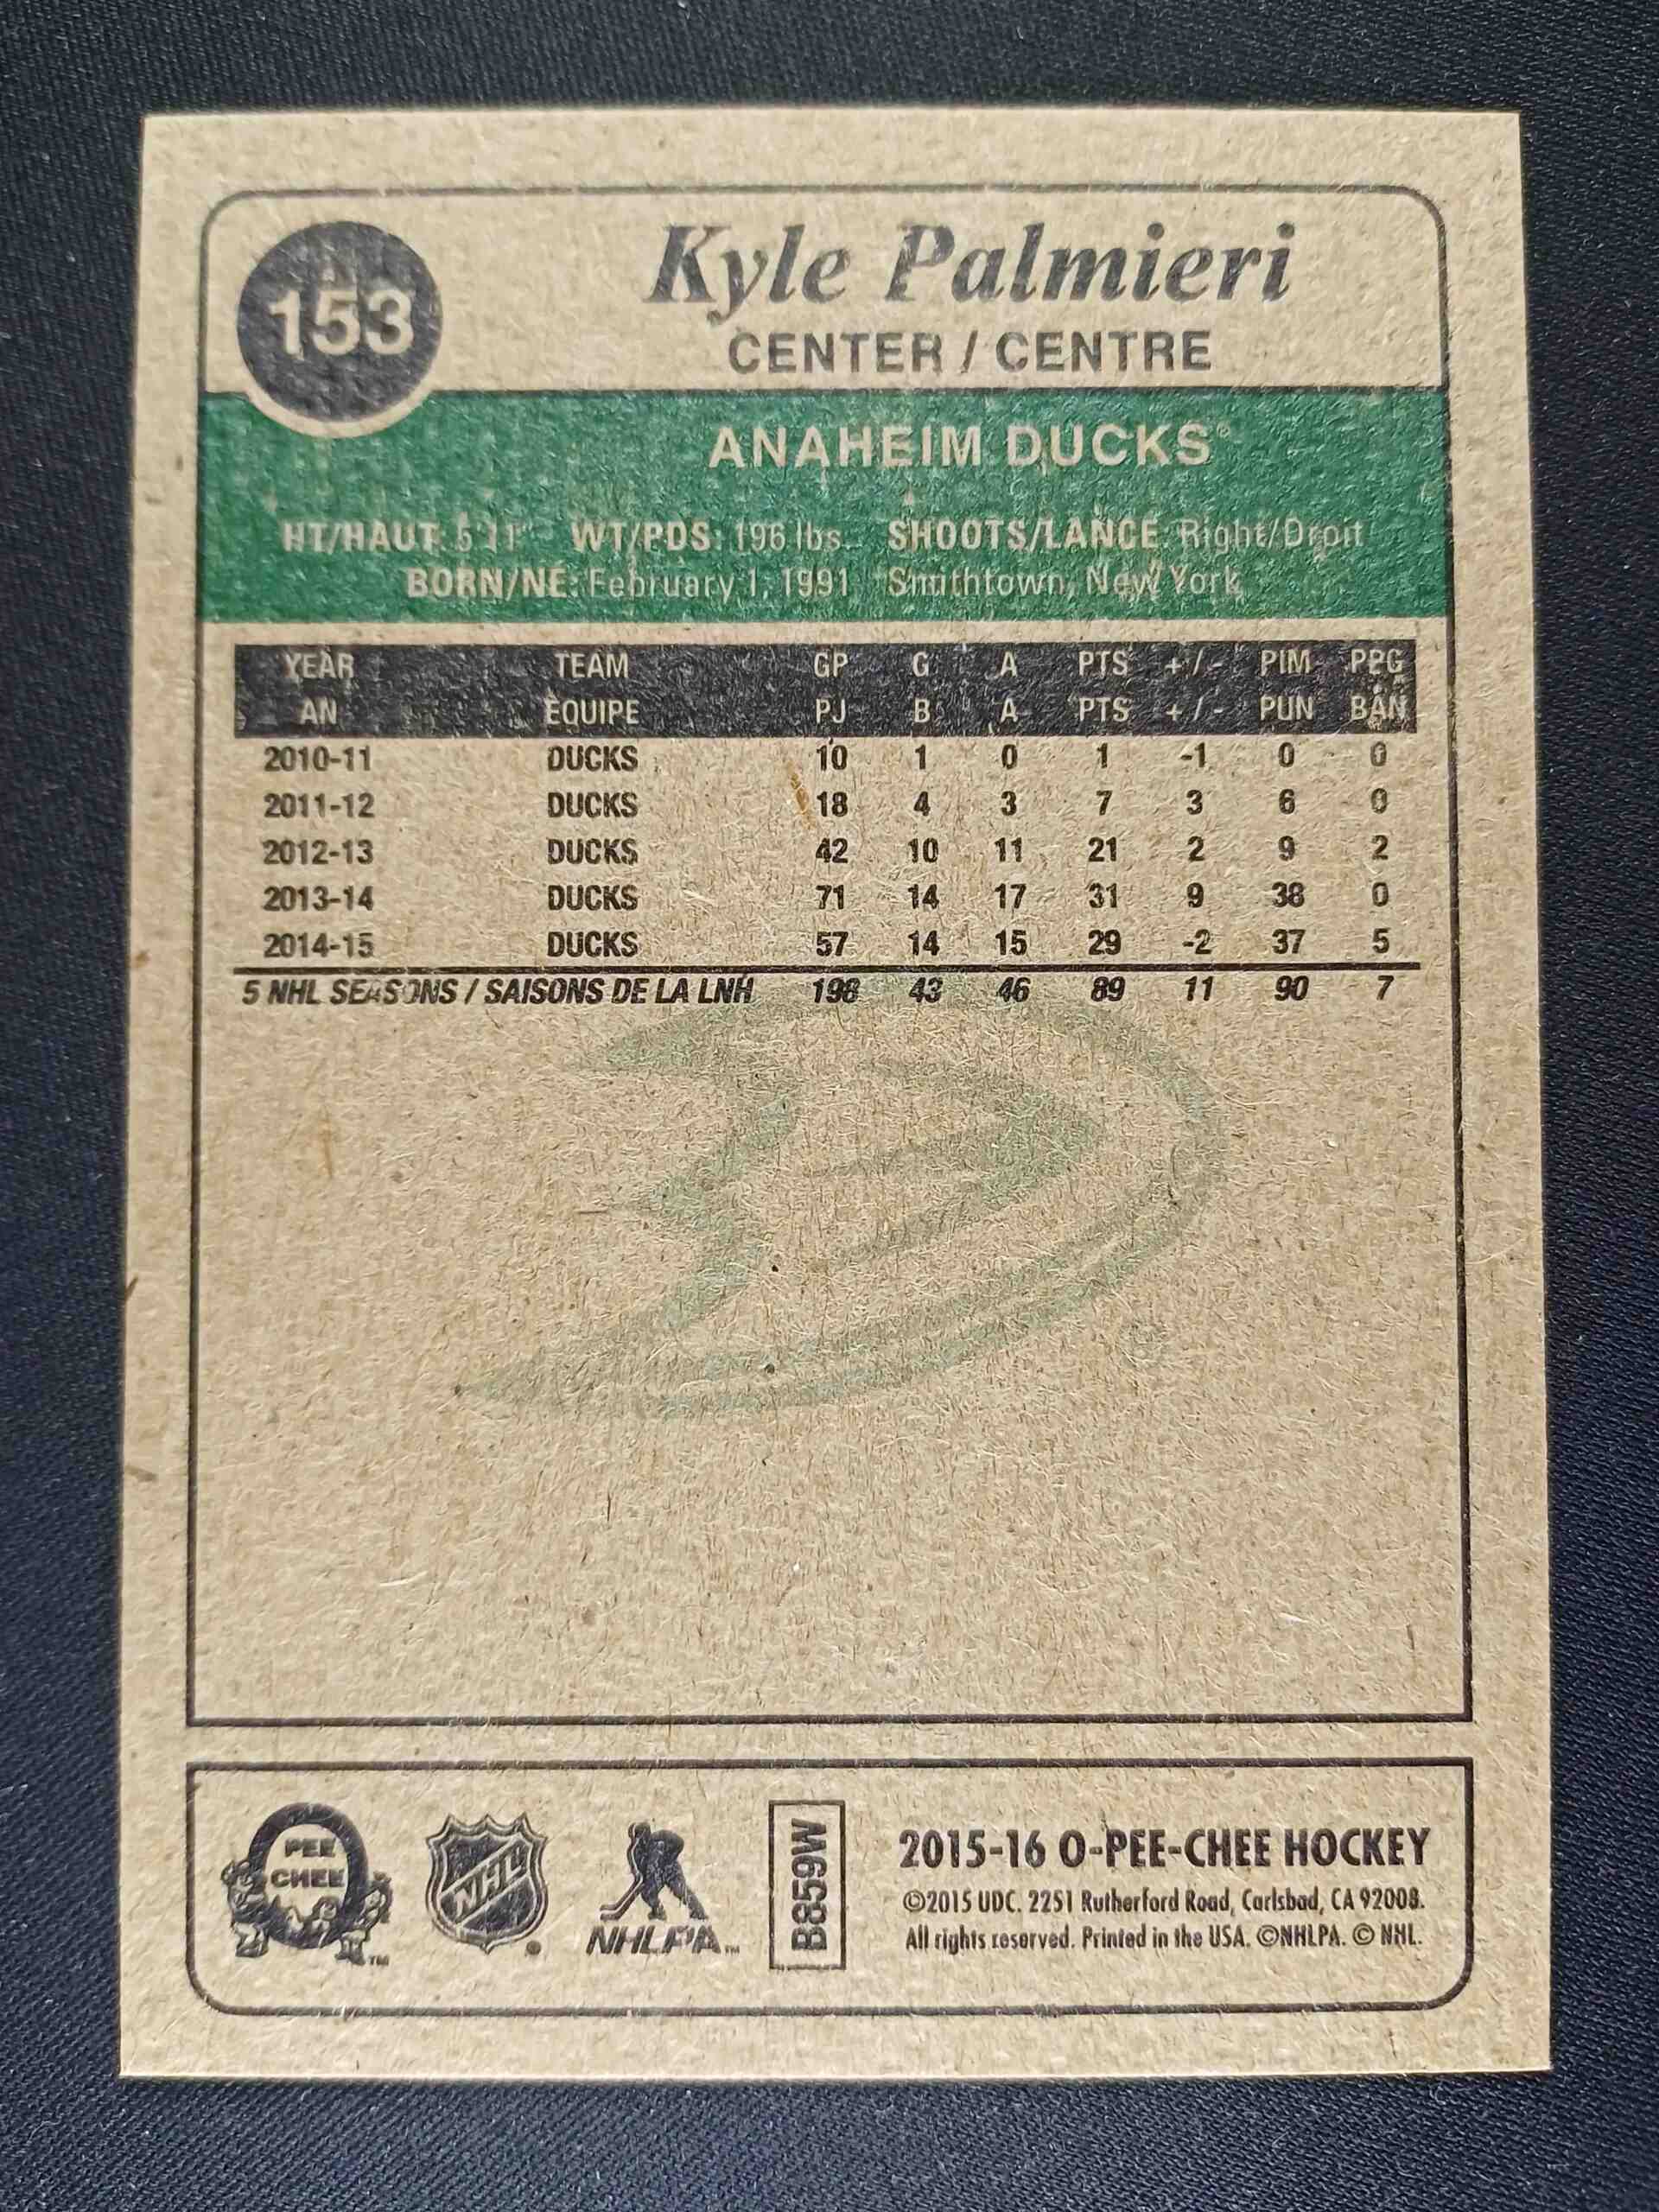 153
Kyle Palmieri
CENTER / CENTRE
ANAHEIM DUCKS®
HT/HAUT: 5'11" WT/PDS: 196 lbs. SHOOTS/LANCE: Right/Droit
BORN/NÉ: February 1, 1991 Smithtown, New York
YEAR TEAM GP G A PTS +/- PIM PPG
AN ÉQUIPE PJ B A PTS +/- PUN BAN
2010-11 DUCKS 10 1 0 1 -1 0 0
2011-12 DUCKS 18 4 3 7 3 6 0
2012-13 DUCKS 42 10 11 21 2 9 2
2013-14 DUCKS 71 14 17 31 9 38 0
2014-15 DUCKS 57 14 15 29 -2 37 5
5 NHL SEASONS / SAISONS DE LA LNH 198 43 46 89 11 90 7
PEE
CHEE
TM
NHL
NHLPA TM
B859W
2015-16 O-PEE-CHEE HOCKEY
©2015 UDC. 2251 Rutherford Road, Carlsbad, CA 92008.
All rights reserved. Printed in the USA. ©NHLPA. © NHL.